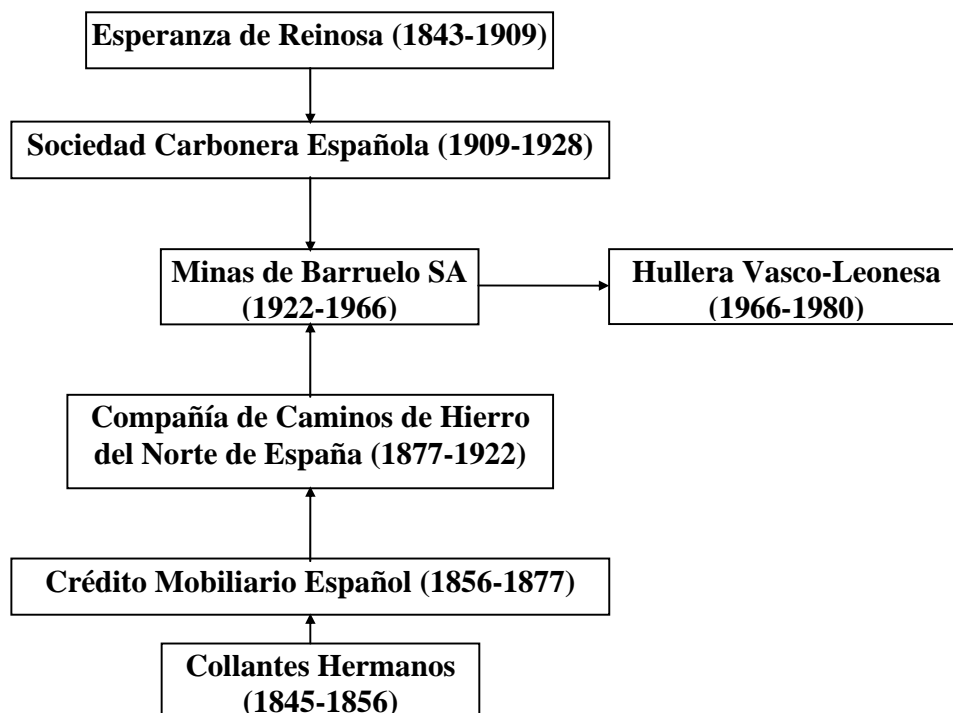 Esperanza de Reinosa (1843-1909)
Sociedad Carbonera Española (1909-1928)
Minas de Barruelo SA
(1922-1966)
Hullera Vasco-Leonesa
(1966-1980)
Compañía de Caminos de Hierro
del Norte de España (1877-1922)
Crédito Mobiliario Español (1856-1877)
Collantes Hermanos
(1845-1856)